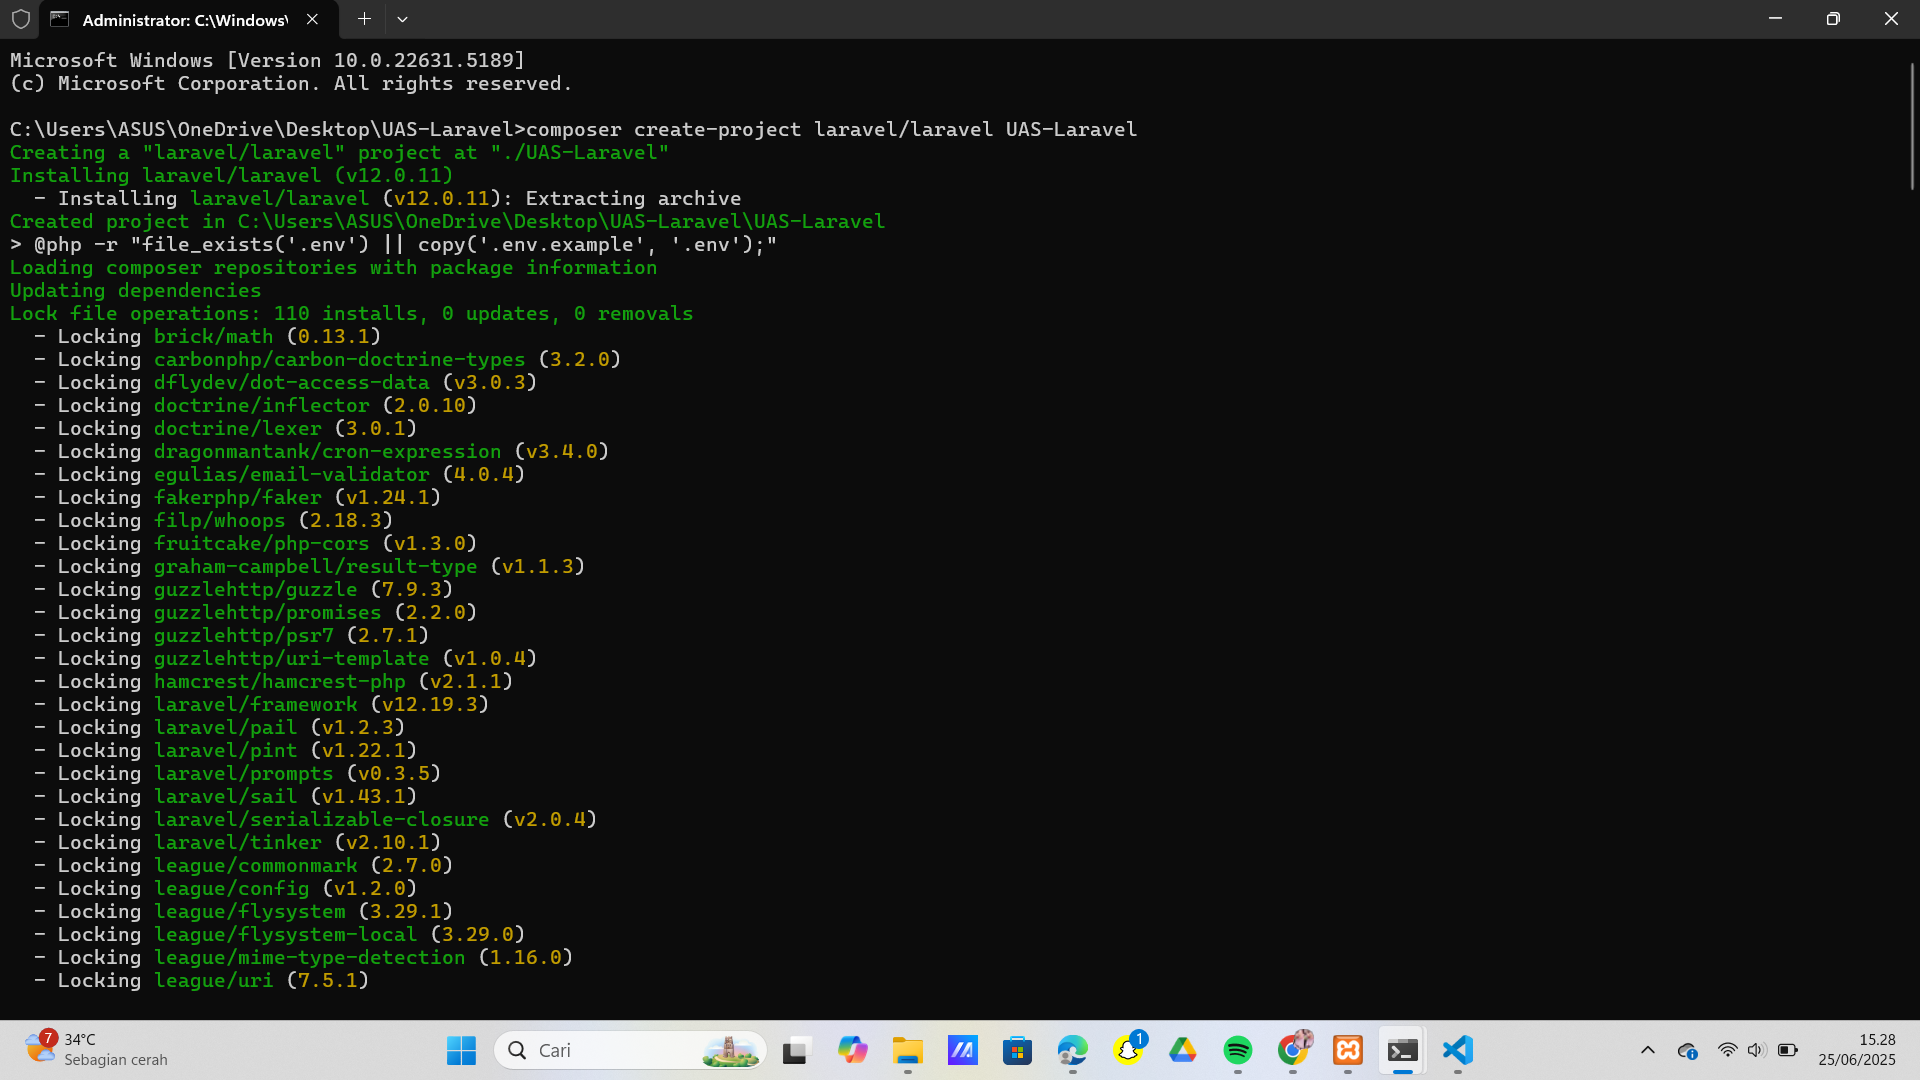 Administrator: C:\Windows\
Microsoft Windows [Version 10.0.22631.5189]
(c) Microsoft Corporation. All rights reserved.
C:\Users\ASUS\OneDrive\Desktop\UAS-Laravel>composer create-project laravel/laravel UAS-Laravel
Creating a "laravel/laravel" project at "./UAS-Laravel"
Installing laravel/laravel (v12.0.11)
  - Installing laravel/laravel (v12.0.11): Extracting archive
Created project in C:\Users\ASUS\OneDrive\Desktop\UAS-Laravel\UAS-Laravel
> @php -r "file_exists('.env') || copy('.env.example', '.env');"
Loading composer repositories with package information
Updating dependencies
Lock file operations: 110 installs, 0 updates, 0 removals
  - Locking brick/math (0.13.1)
  - Locking carbonphp/carbon-doctrine-types (3.2.0)
  - Locking dflydev/dot-access-data (v3.0.3)
  - Locking doctrine/inflector (2.0.10)
  - Locking doctrine/lexer (3.0.1)
  - Locking dragonmantank/cron-expression (v3.4.0)
  - Locking egulias/email-validator (4.0.4)
  - Locking fakerphp/faker (v1.24.1)
  - Locking filp/whoops (2.18.3)
  - Locking fruitcake/php-cors (v1.3.0)
  - Locking graham-campbell/result-type (v1.1.3)
  - Locking guzzlehttp/guzzle (7.9.3)
  - Locking guzzlehttp/promises (2.2.0)
  - Locking guzzlehttp/psr7 (2.7.1)
  - Locking guzzlehttp/uri-template (v1.0.4)
  - Locking hamcrest/hamcrest-php (v2.1.1)
  - Locking laravel/framework (v12.19.3)
  - Locking laravel/pail (v1.2.3)
  - Locking laravel/pint (v1.22.1)
  - Locking laravel/prompts (v0.3.5)
  - Locking laravel/sail (v1.43.1)
  - Locking laravel/serializable-closure (v2.0.4)
  - Locking laravel/tinker (v2.10.1)
  - Locking league/commonmark (2.7.0)
  - Locking league/config (v1.2.0)
  - Locking league/flysystem (3.29.1)
  - Locking league/flysystem-local (3.29.0)
  - Locking league/mime-type-detection (1.16.0)
  - Locking league/uri (7.5.1)
7
34°C
Sebagian cerah
Cari
1
15.28
25/06/2025